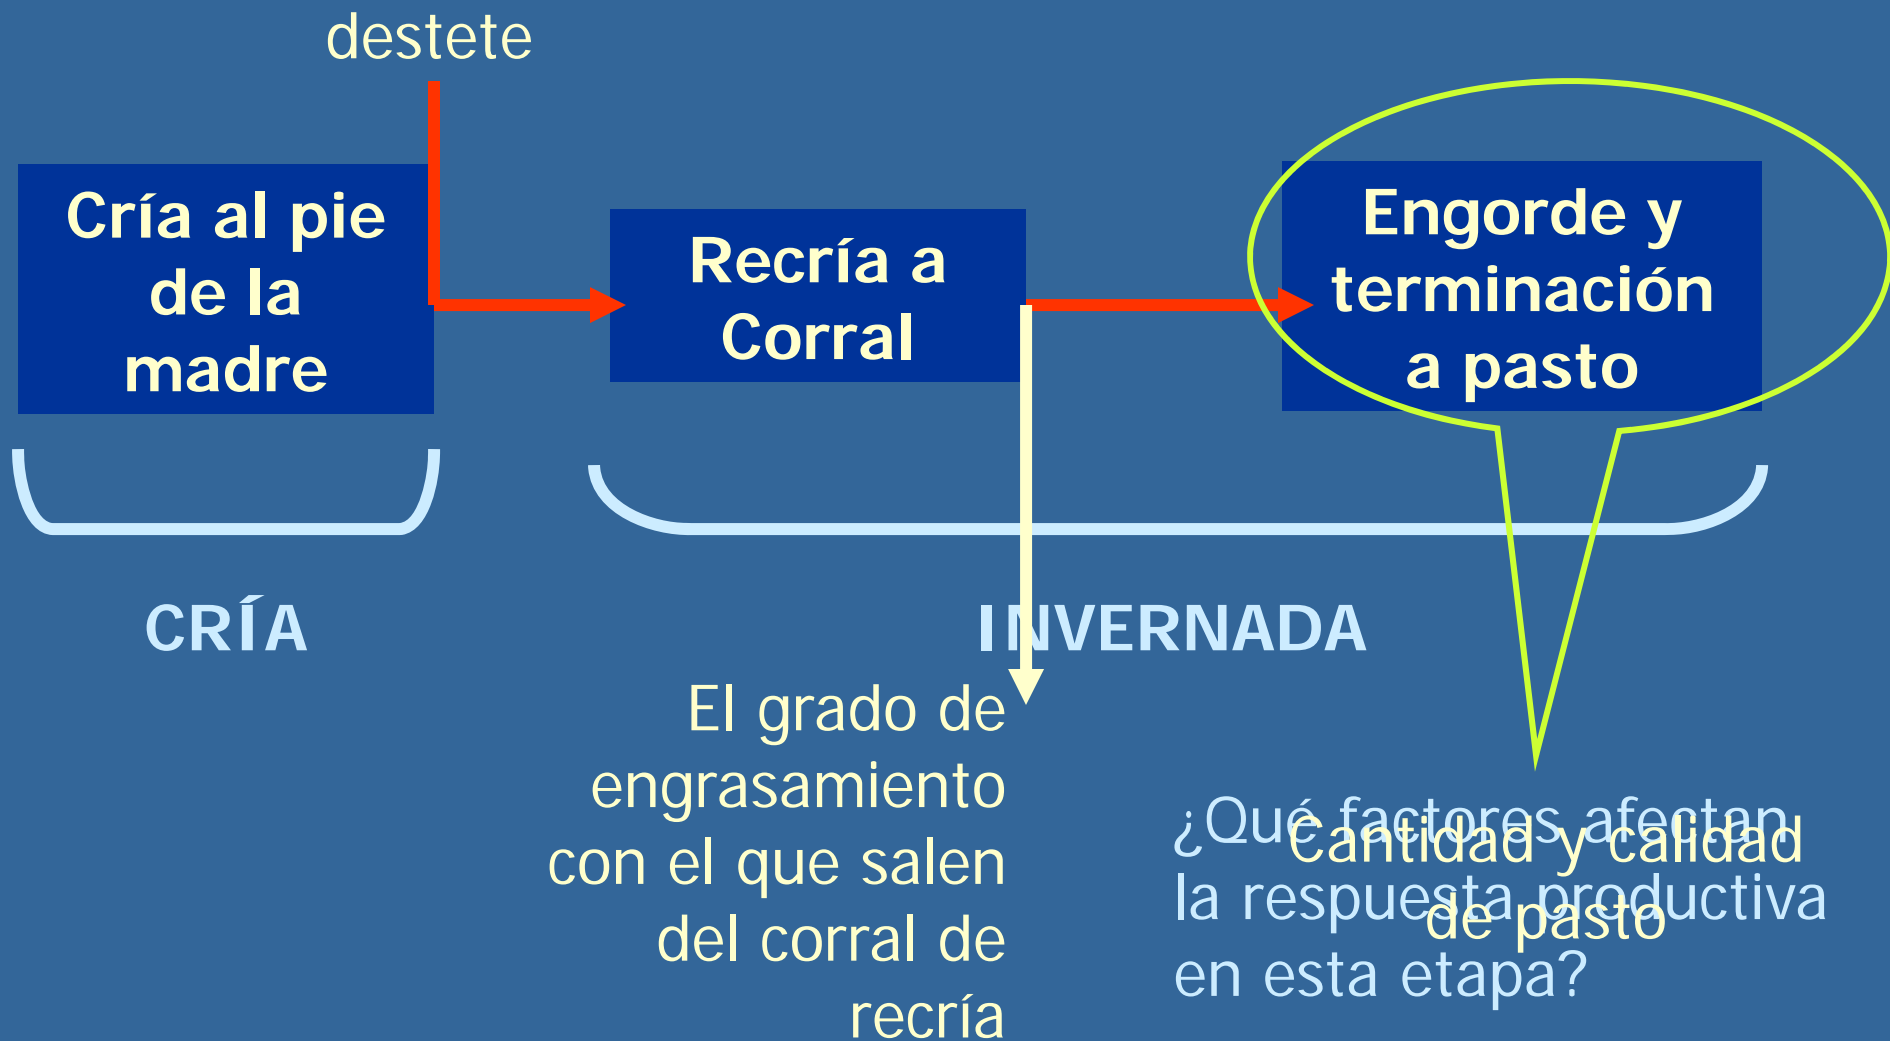 destete
Cría al pie
de la
madre
Recría a
Corral
Engorde y
terminación
a pasto
CRÍA
INVERNADA
El grado de
engrasamiento
con el que salen
del corral de
recría
¿Qué factores afectan
la respuesta productiva
en esta etapa?
Cantidad y calidad
de pasto